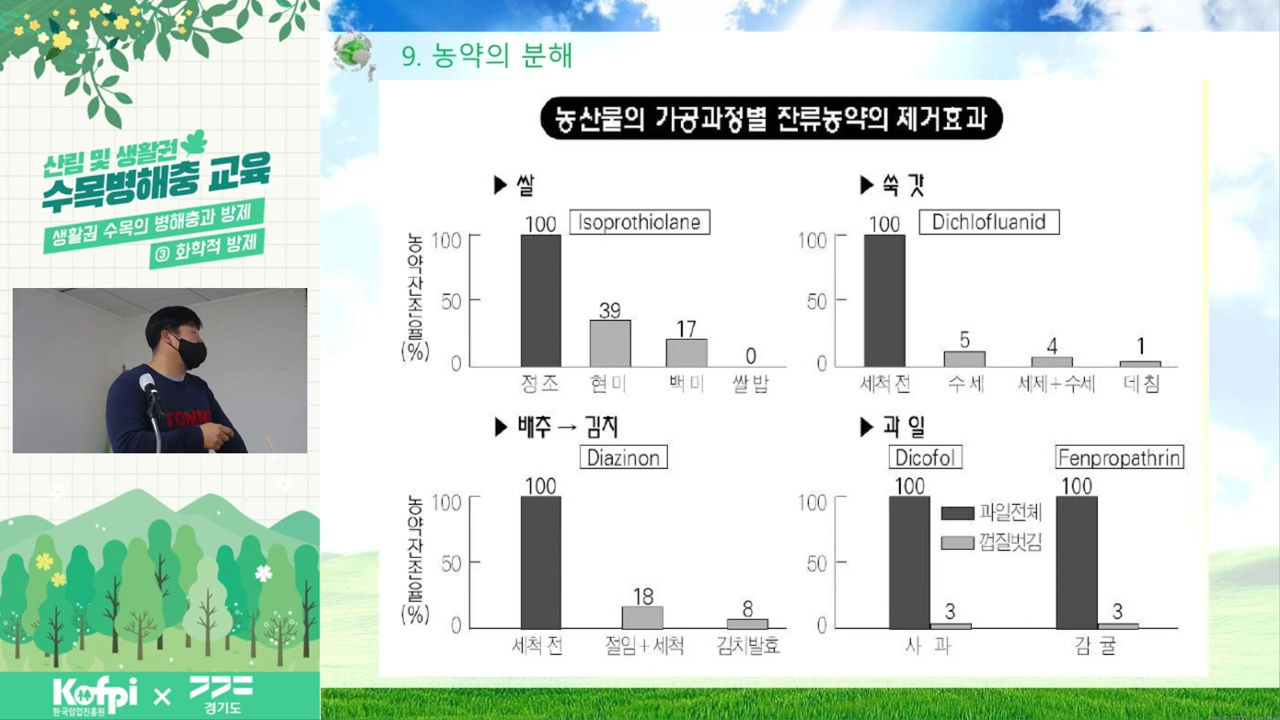 산림 및 생활권
수목병해충 교육
생활권 수목의 병해충과 방제
③ 화학적 방제
TONN
Kofpi
한국임업진흥원
×
경기도
9. 농약의 분해
농산물의 가공과정별 잔류농약의 제거효과
▶ 쌀
Isoprothiolane
농약잔존율(%)
100
50
0
100
39
17
0
정조 현미 백미 쌀밥
▶ 쑥갓
Dichlofluanid
100
50
0
100
5
4
1
세척전 수세 세제+수세 데침
▶ 배추 → 김치
Diazinon
농약잔존율(%)
100
50
0
100
18
8
세척전 절임+세척 김치발효
▶ 과일
Dicofol
Fenpropathrin
100
50
0
100
3
100
3
과일전체
껍질벗김
사과 감귤